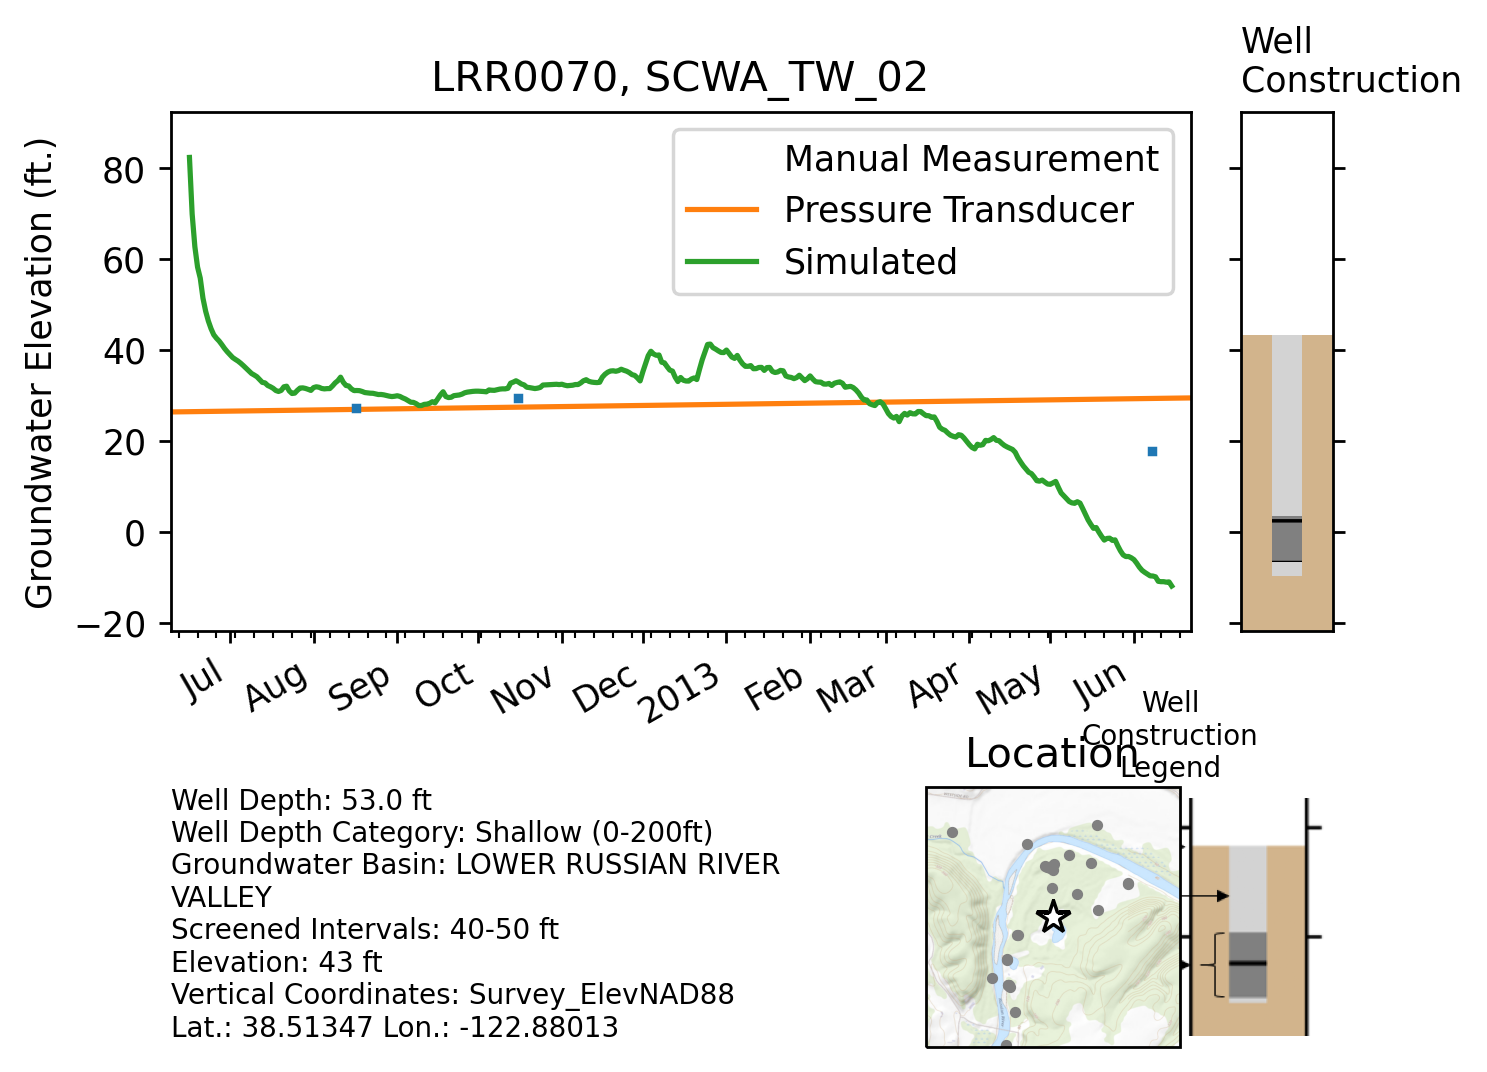 Well
Construction
LRR0070, SCWA_TW_02
Groundwater Elevation (ft.)
80
60
40
20
0
−20
Manual Measurement
Pressure Transducer
Simulated
Jul
Aug
Sep
Oct
Nov
Dec
2013
Feb
Mar
Apr
May
Jun
Well
Construction
Legend
Location
Well Depth: 53.0 ft
Well Depth Category: Shallow (0-200ft)
Groundwater Basin: LOWER RUSSIAN RIVER
VALLEY
Screened Intervals: 40-50 ft
Elevation: 43 ft
Vertical Coordinates: Survey_ElevNAD88
Lat.: 38.51347 Lon.: -122.88013